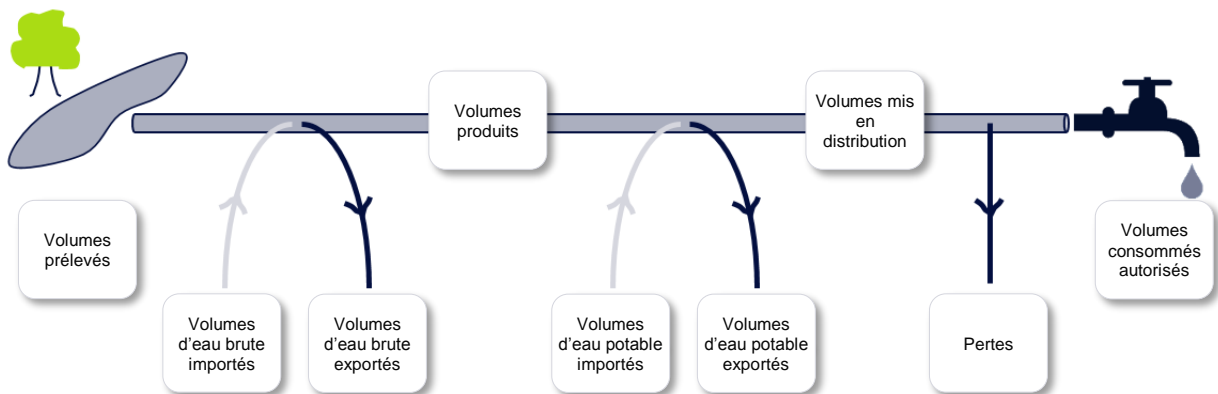 Volumes
prélevés
Volumes
d'eau brute
importés
Volumes
d'eau brute
exportés
Volumes
produits
Volumes
d'eau potable
importés
Volumes
d'eau potable
exportés
Volumes mis
en
distribution
Pertes
Volumes
consommés
autorisés